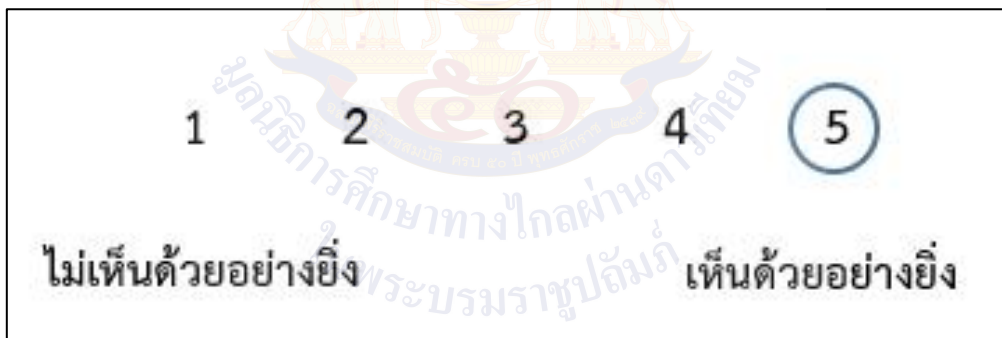 1 2 3 4 5
ไม่เห็นด้วยอย่างยิ่ง เห็นด้วยอย่างยิ่ง
มูลนิธิการศึกษาทางไกลผ่านดาวเทียม
ในพระบรมราชูปถัมภ์